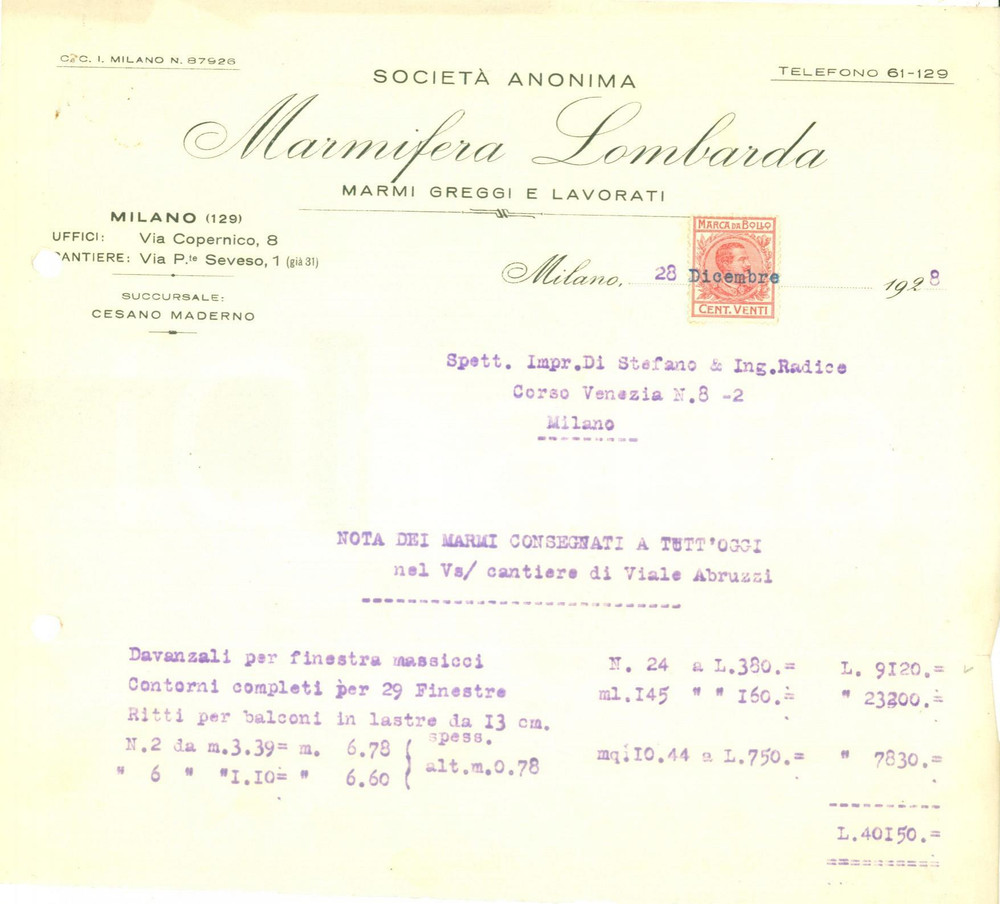 C.C. I. MILANO N. 87926
TELEFONO 61-129
SOCIETÀ ANONIMA
Marmifera Lombarda
MARMI GREGGI E LAVORATI
MILANO (129)
UFFICI: Via Copernico, 8
CANTIERE: Via P.te Seveso, 1 (già 31)
SUCCURSALE:
CESANO MADERNO
MARCA DA BOLLO
CENT. VENTI
Milano, 28 Dicembre 1928
Spett. Impr.Di Stefano & Ing.Radice
Corso Venezia N.8 -2
Milano
NOTA DEI MARMI CONSEGNATI A TUTT'OGGI
nel Vs/ cantiere di Viale Abruzzi
Davanzali per finestra massicci N. 24 a L.380.= L. 9120.=
Contorni completi per 29 Finestre ml.145 " " 160.= " 23200.=
Ritti per balconi in lastre da 13 cm.
spess.
N.2 da m.3.39= m. 6.78 alt.m.0.78 mq.10.44 a L.750.= " 7830.=
" 6 " "1.10= " 6.60
L.40150.=